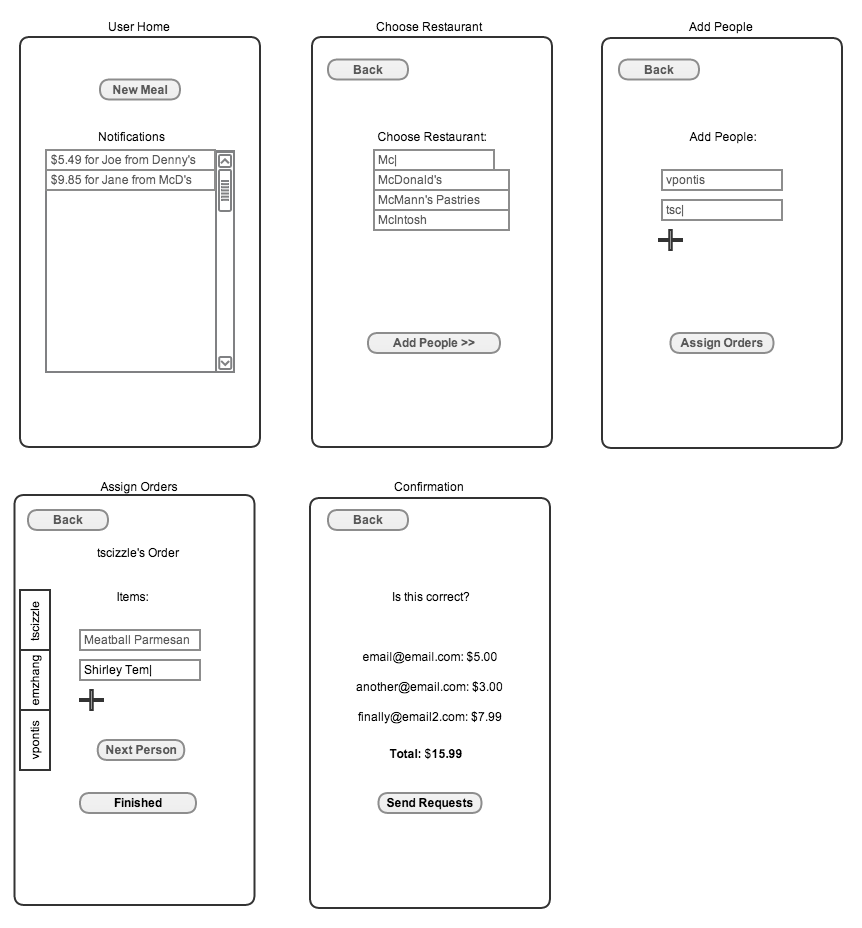 User Home
New Meal
Notifications
$5.49 for Joe from Denny's
$9.85 for Jane from McD's
Choose Restaurant
Back
Choose Restaurant:
Mc|
McDonald's
McMann's Pastries
McIntosh
Add People >>
Add People
Back
Add People:
vpontis
tsc|
Assign Orders
Assign Orders
Back
tscizzle's Order
tscizzle
emzhang
vpontis
Items:
Meatball Parmesan
Shirley Tem|
Next Person
Finished
Confirmation
Back
Is this correct?
email@email.com: $5.00
another@email.com: $3.00
finally@email2.com: $7.99
Total: $15.99
Send Requests